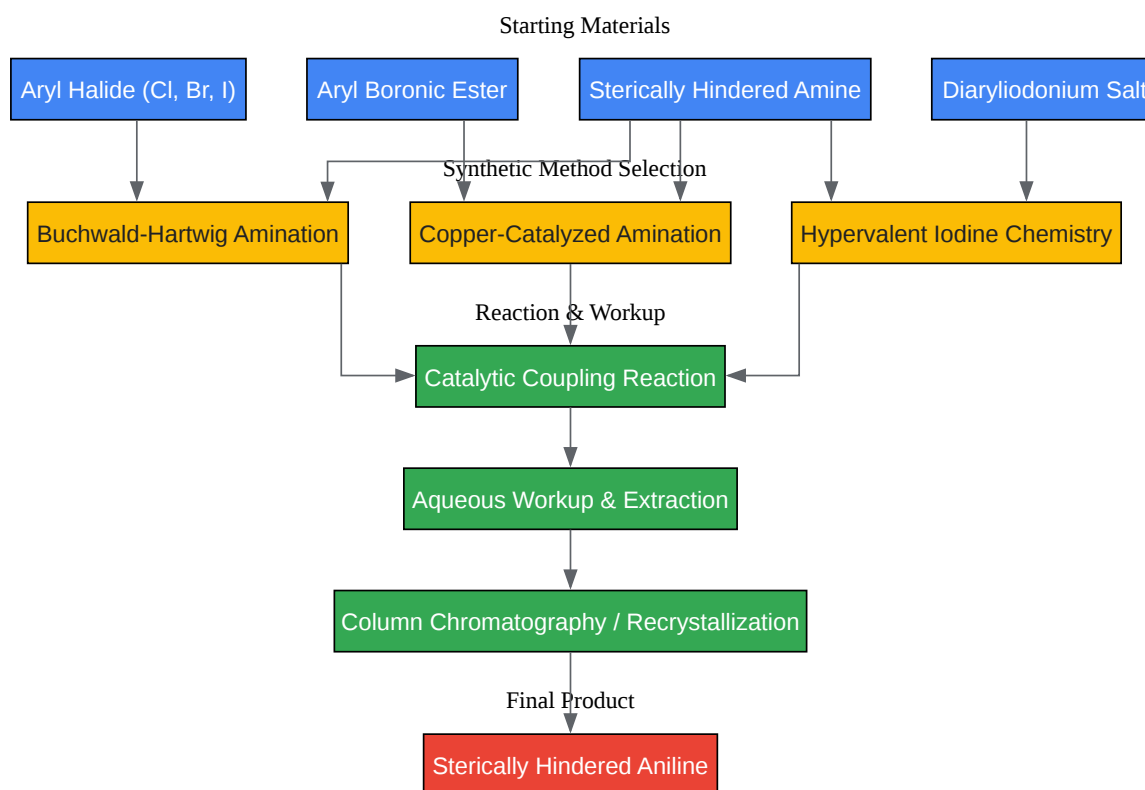 Starting Materials
Aryl Halide (Cl, Br, I)
Aryl Boronic Ester
Sterically Hindered Amine
Diaryliodonium Salt
Synthetic Method Selection
Buchwald-Hartwig Amination
Copper-Catalyzed Amination
Hypervalent Iodine Chemistry
Reaction & Workup
Catalytic Coupling Reaction
Aqueous Workup & Extraction
Column Chromatography / Recrystallization
Final Product
Sterically Hindered Aniline